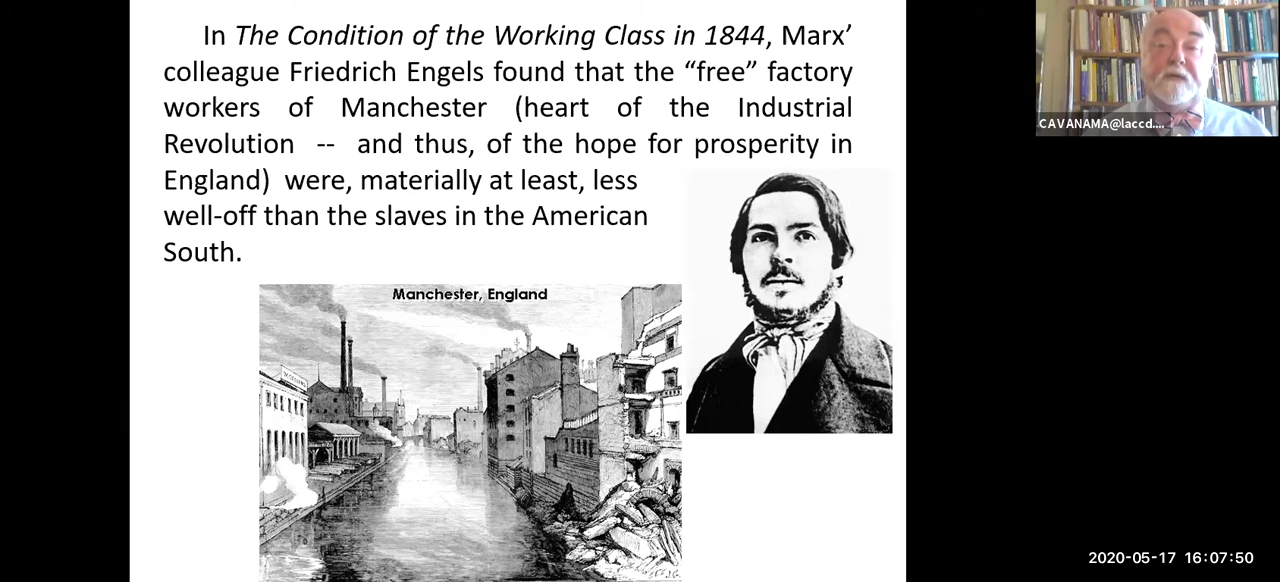 In The Condition of the Working Class in 1844, Marx’
colleague Friedrich Engels found that the “free” factory
workers of Manchester (heart of the Industrial
Revolution -- and thus, of the hope for prosperity in
England) were, materially at least, less
well-off than the slaves in the American
South.
Manchester, England
CAVANAMA@laccd....
2020-05-17 16:07:50